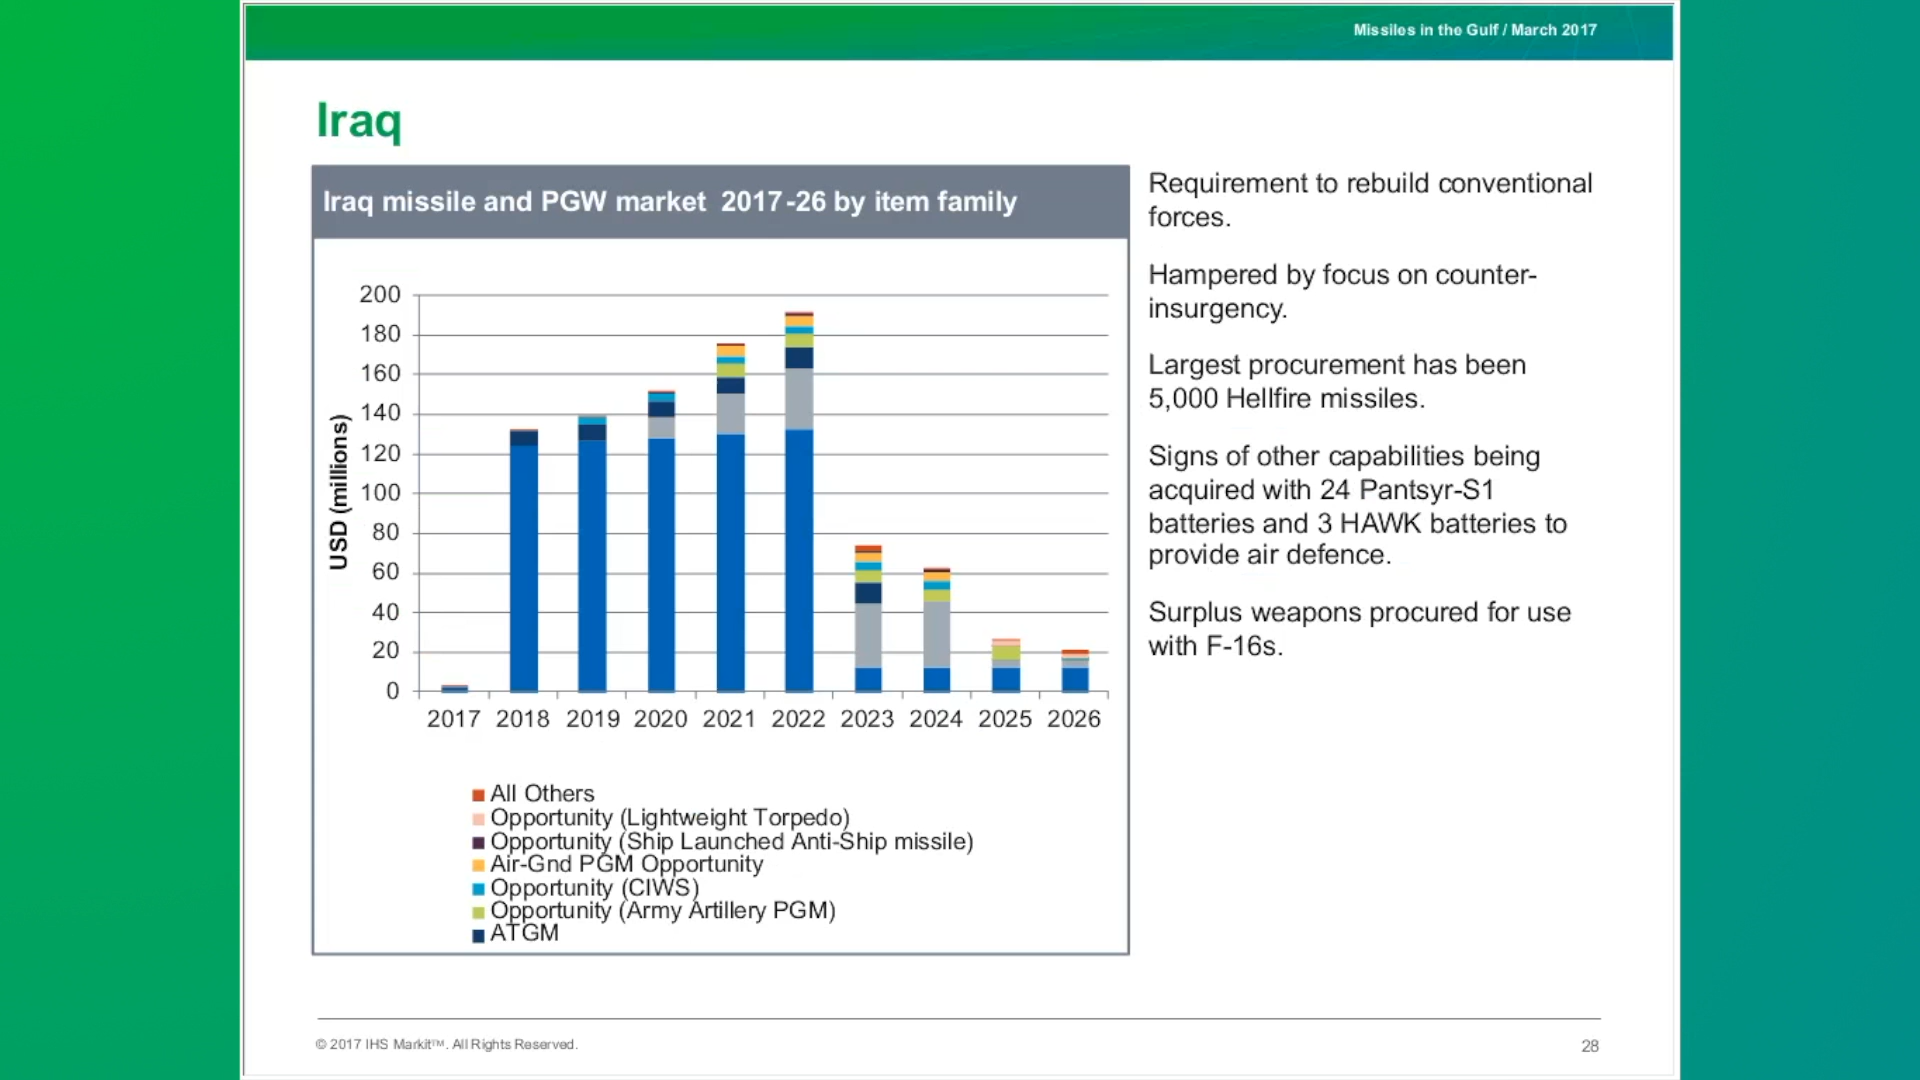 Missiles in the Gulf / March 2017
Iraq
Iraq missile and PGW market 2017-26 by item family
USD (millions)
200
180
160
140
120
100
80
60
40
20
0
2017 2018 2019 2020 2021 2022 2023 2024 2025 2026
All Others
Opportunity (Lightweight Torpedo)
Opportunity (Ship Launched Anti-Ship missile)
Air-Gnd PGM Opportunity
Opportunity (CIWS)
Opportunity (Army Artillery PGM)
ATGM
Requirement to rebuild conventional
forces.
Hampered by focus on counter-
insurgency.
Largest procurement has been
5,000 Hellfire missiles.
Signs of other capabilities being
acquired with 24 Pantsyr-S1
batteries and 3 HAWK batteries to
provide air defence.
Surplus weapons procured for use
with F-16s.
© 2017 IHS Markit™. All Rights Reserved.
28